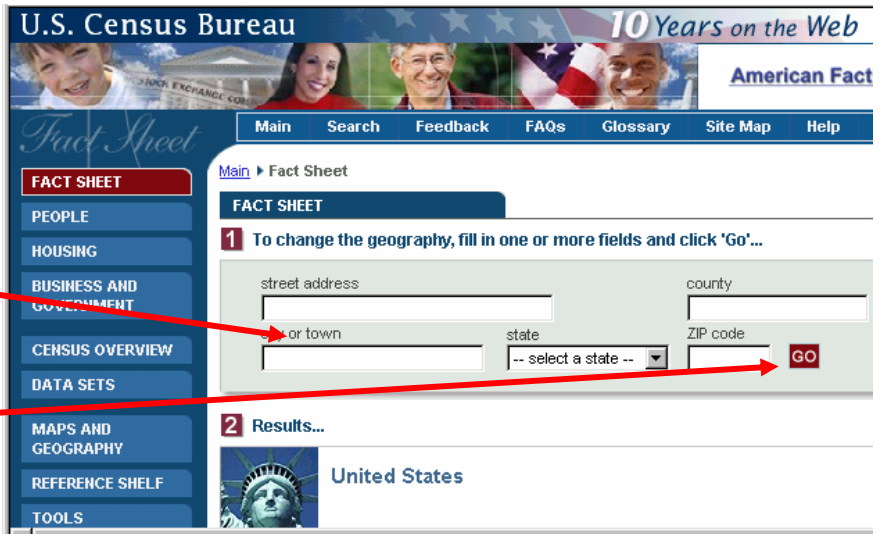 U.S. Census Bureau
10 Years on the Web
STOCK EXCHANGE
American Fact
Fact Sheet
Main Search Feedback FAQs Glossary Site Map Help
Main Fact Sheet
FACT SHEET
PEOPLE
HOUSING
BUSINESS AND
GOVERNMENT
CENSUS OVERVIEW
DATA SETS
MAPS AND
GEOGRAPHY
REFERENCE SHELF
TOOLS
FACT SHEET
1 To change the geography, fill in one or more fields and click 'Go'...
street address county
or town state ZIP code
-- select a state -- GO
2 Results...
United States